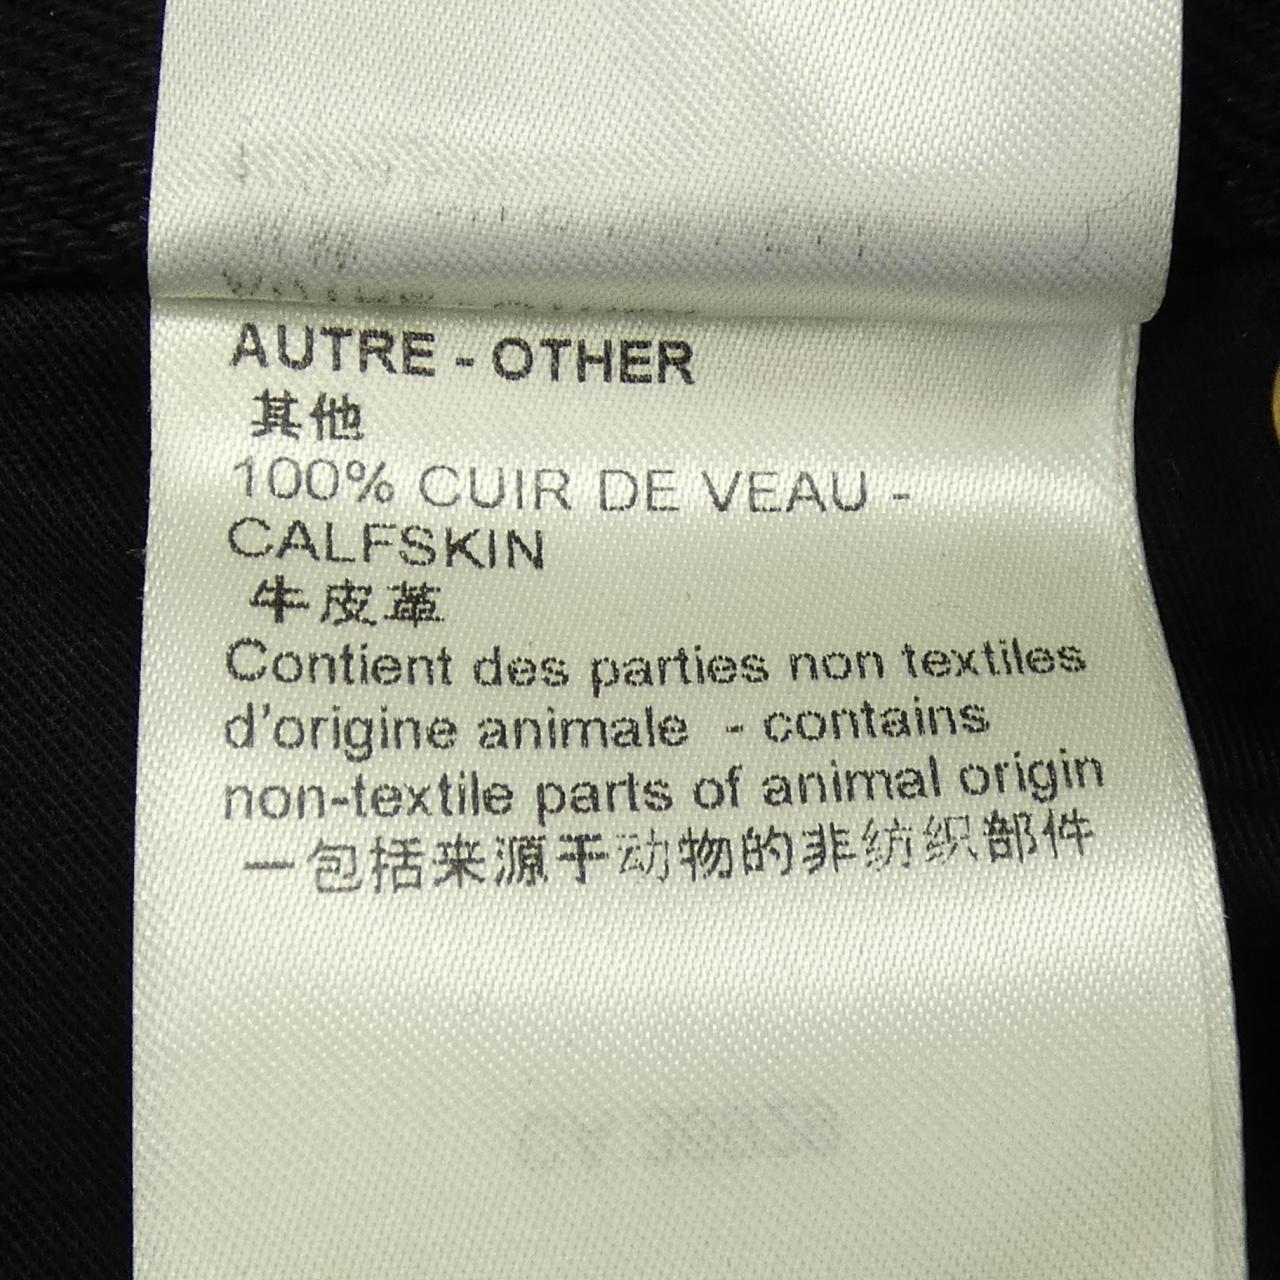 AUTRE - OTHER
其他
100% CUIR DE VEAU -
CALFSKIN
牛皮革
Contient des parties non textiles
d'origine animale - contains
non-textile parts of animal origin
一包括来源于动物的非纺织部件